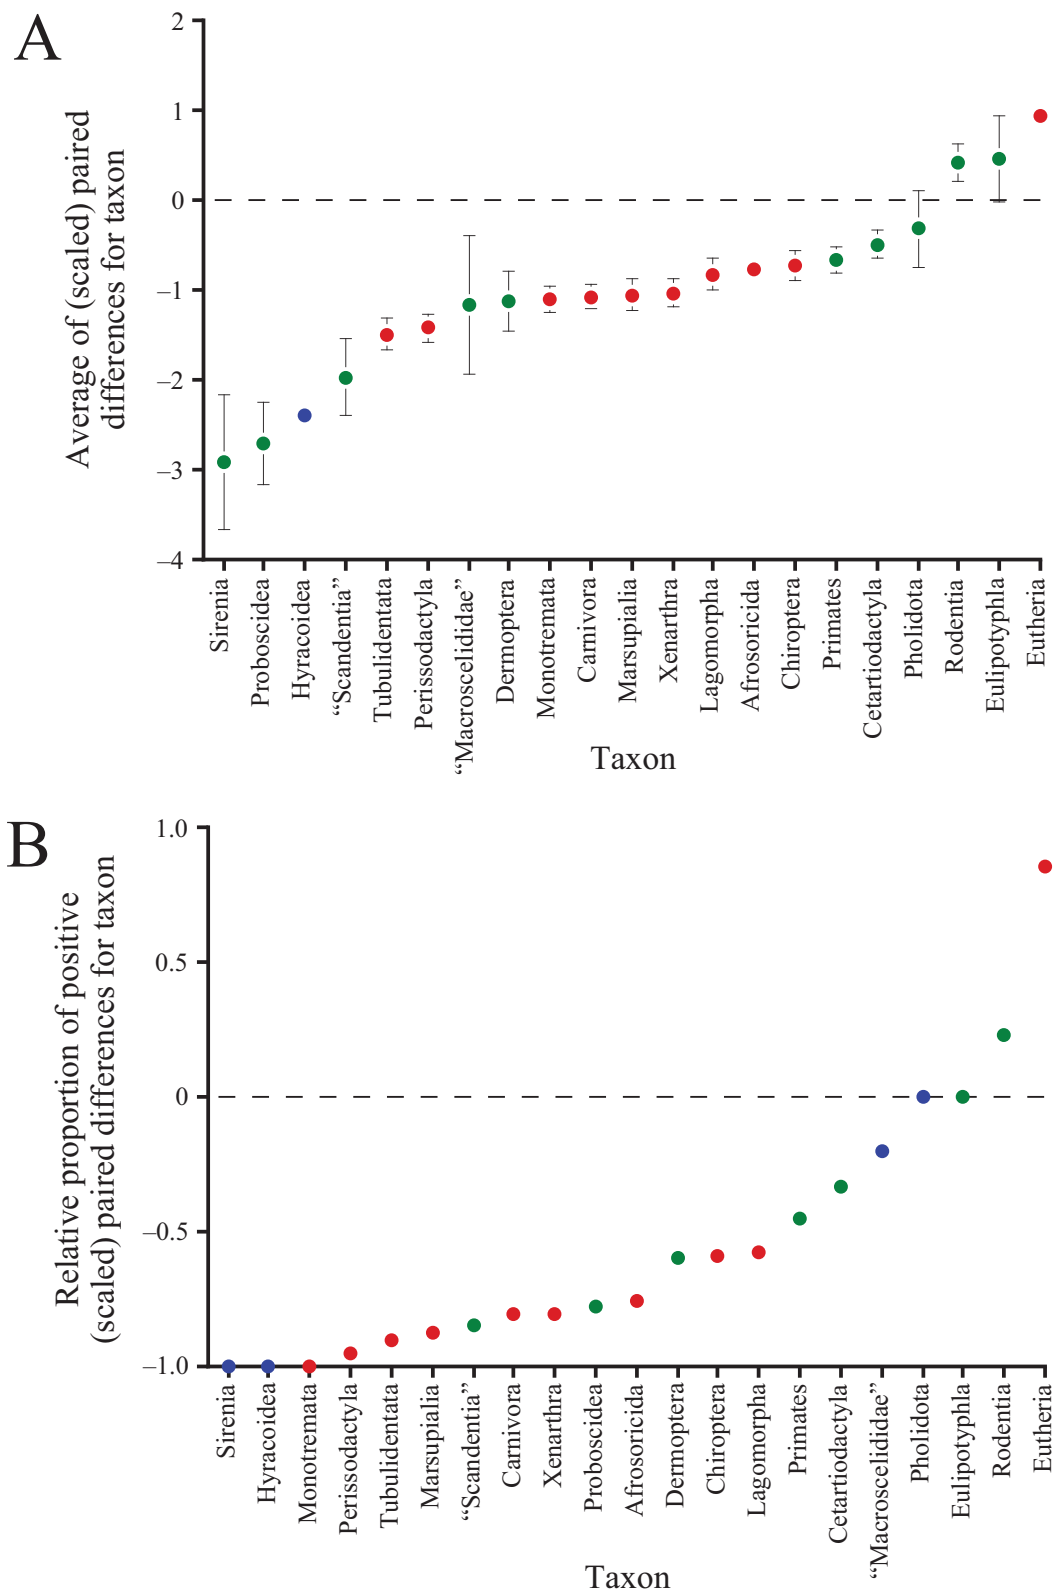 A
2
1
0
–1
–2
–3
–4
Average of (scaled) paired
differences for taxon
Sirenia
Proboscidea
Hyracoidea
“Scandentia”
Tubulidentata
Perissodactyla
“Macroscelididae”
Dermoptera
Monotremata
Carnivora
Marsupialia
Xenarthra
Lagomorpha
Afrosoricida
Chiroptera
Primates
Cetartiodactyla
Pholidota
Rodentia
Eulipotyphla
Eutheria
Taxon
B
1.0
0.5
0
–0.5
–1.0
Relative proportion of positive
(scaled) paired differences for taxon
Sirenia
Hyracoidea
Monotremata
Perissodactyla
Tubulidentata
Marsupialia
“Scandentia”
Carnivora
Xenarthra
Proboscidea
Afrosoricida
Dermoptera
Chiroptera
Lagomorpha
Primates
Cetartiodactyla
“Macroscelididae”
Pholidota
Eulipotyphla
Rodentia
Eutheria
Taxon